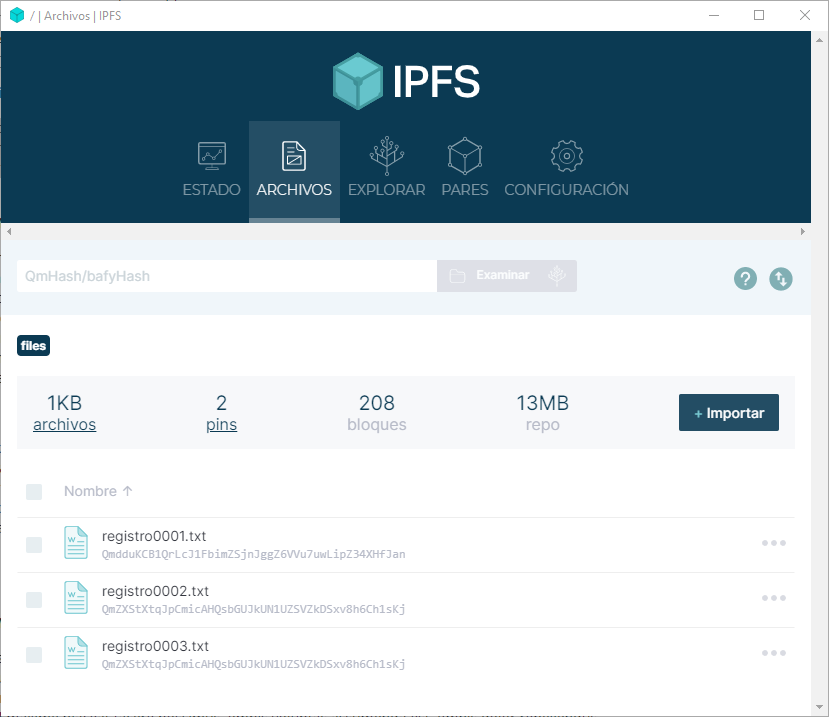 / | Archivos | IPFS
IPFS
ESTADO ARCHIVOS EXPLORAR PARES CONFIGURACIÓN
QmHash/bafyHash Examinar ?
files
1KB 2 208 13MB
archivos pins bloques repo
+ Importar
Nombre ↑
registro0001.txt
QmdduKCB1QrLcJ1FbimZSjnJggZ6VVu7uwLipZ34XHfJan
registro0002.txt
QmZXStXtqJpCmicAHQsbGUJkUN1UZSVZkDSxv8h6Ch1sKj
registro0003.txt
QmZXStXtqJpCmicAHQsbGUJkUN1UZSVZkDSxv8h6Ch1sKj